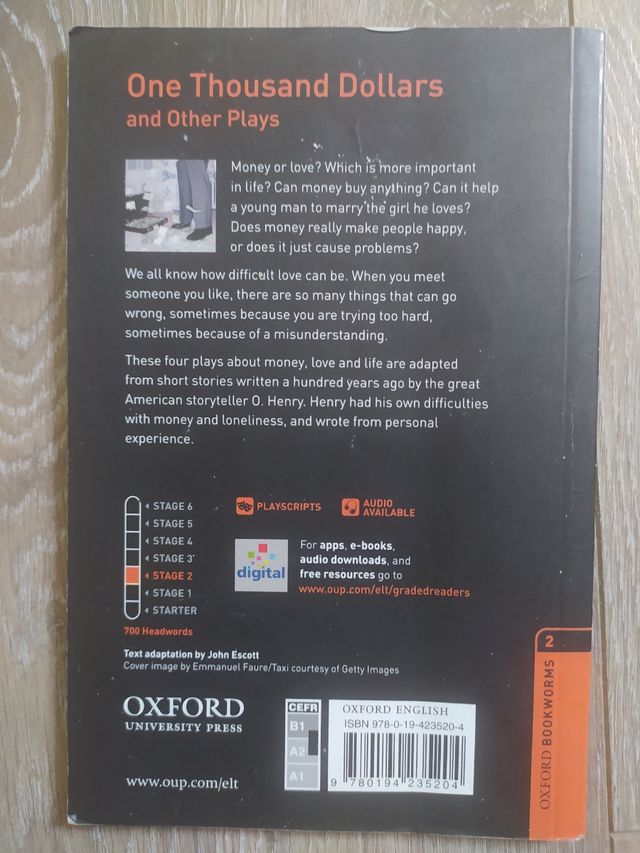 One Thousand Dollars
and Other Plays
Money or love? Which is more important
in life? Can money buy anything? Can it help
a young man to marry the girl he loves?
Does money really make people happy,
or does it just cause problems?
We all know how difficult love can be. When you meet
someone you like, there are so many things that can go
wrong, sometimes because you are trying too hard,
sometimes because of a misunderstanding.
These four plays about money, love and life are adapted
from short stories written a hundred years ago by the great
American storyteller O. Henry. Henry had his own difficulties
with money and loneliness, and wrote from personal
experience.
STAGE 6
STAGE 5
STAGE 4
STAGE 3
STAGE 2
STAGE 1
STARTER
700 Headwords
PLAYSCRIPTS
AUDIO
AVAILABLE
digital
For apps, e-books,
audio downloads, and
free resources go to
www.oup.com/elt/gradedreaders
Text adaptation by John Escott
Cover image by Emmanuel Faure/Taxi courtesy of Getty Images
OXFORD
UNIVERSITY PRESS
www.oup.com/elt
CEFR
B1
A2
A1
OXFORD ENGLISH
ISBN 978-0-19-423520-4
9 780194 235204
2
OXFORD BOOKWORMS